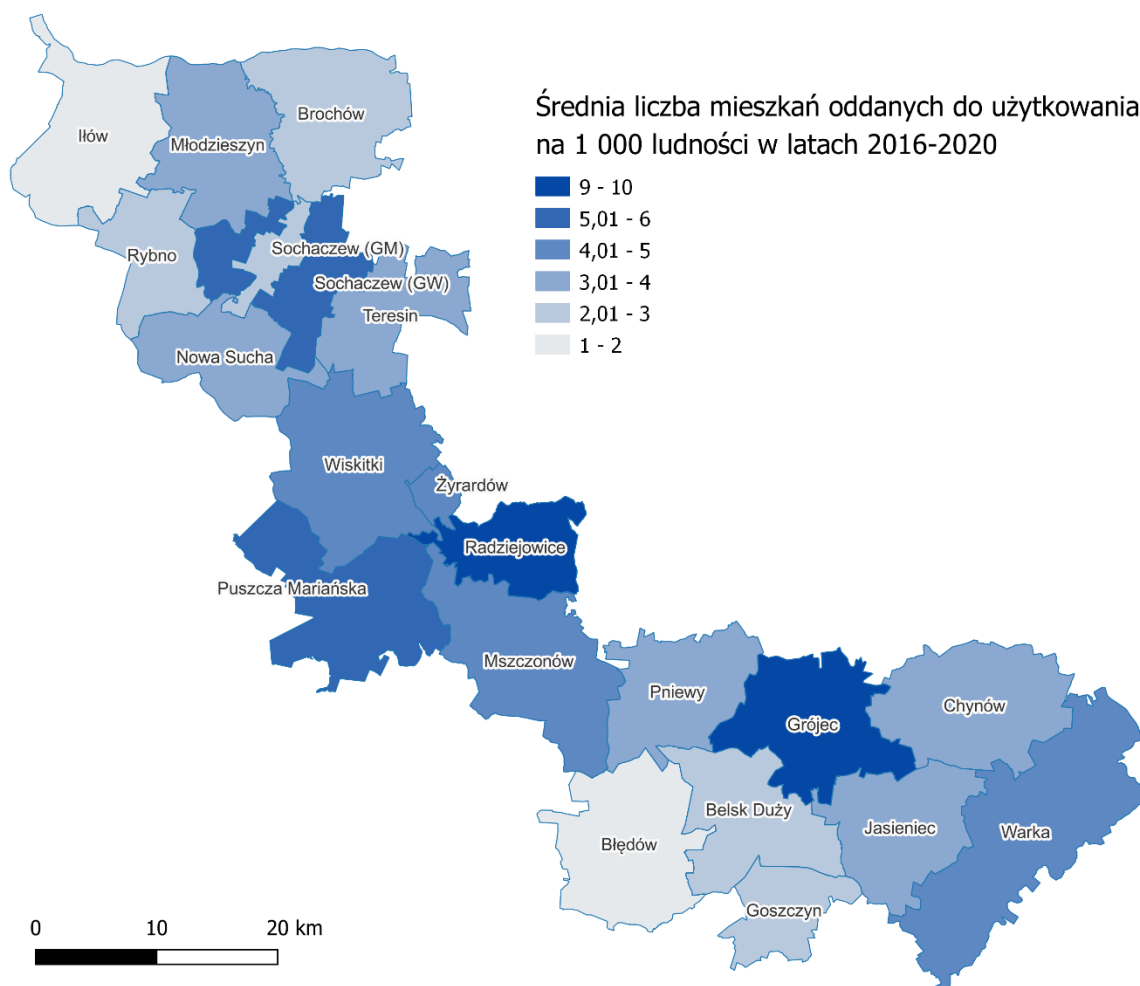 Średnia liczba mieszkań oddanych do użytkowania
na 1 000 ludności w latach 2016-2020
9 - 10
5,01 - 6
4,01 - 5
3,01 - 4
2,01 - 3
1 - 2
Brochów
Iłów
Młodzieszyn
Rybno
Sochaczew (GM)
Sochaczew (GW)
Teresin
Nowa Sucha
Wiskitki
Żyrardów
Radziejowice
Puszcza Mariańska
Mszczonów
Pniewy
Chynów
Grójec
Belsk Duży
Jasieniec
Warka
Błędów
Goszczyn
0 10 20 km